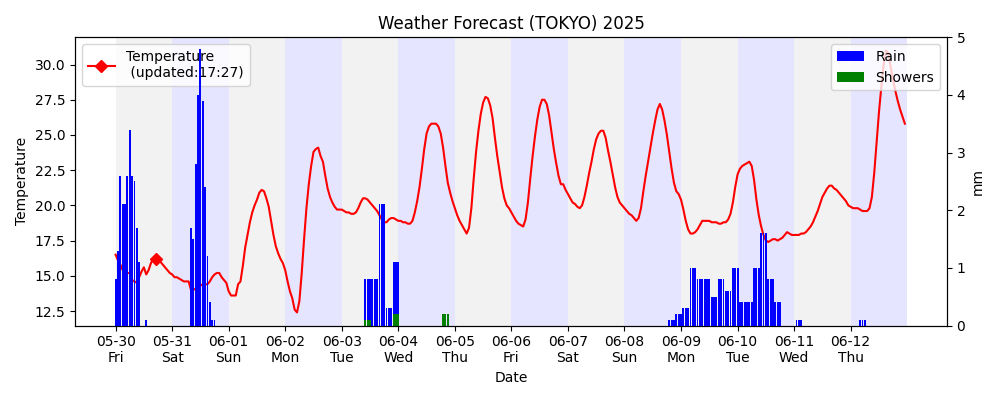 Weather Forecast (TOKYO) 2025
Temperature
(updated:17:27)
Rain
Showers
30.0
27.5
25.0
22.5
20.0
17.5
15.0
12.5
Temperature
5
4
3
2
1
0
mm
05-30 06-31 06-01 06-02 06-03 06-04 06-05 06-06 06-07 06-08 06-09 06-10 06-11 06-12
Fri Sat Sun Mon Tue Wed Thu Fri Sat Sun Mon Tue Wed Thu
Date